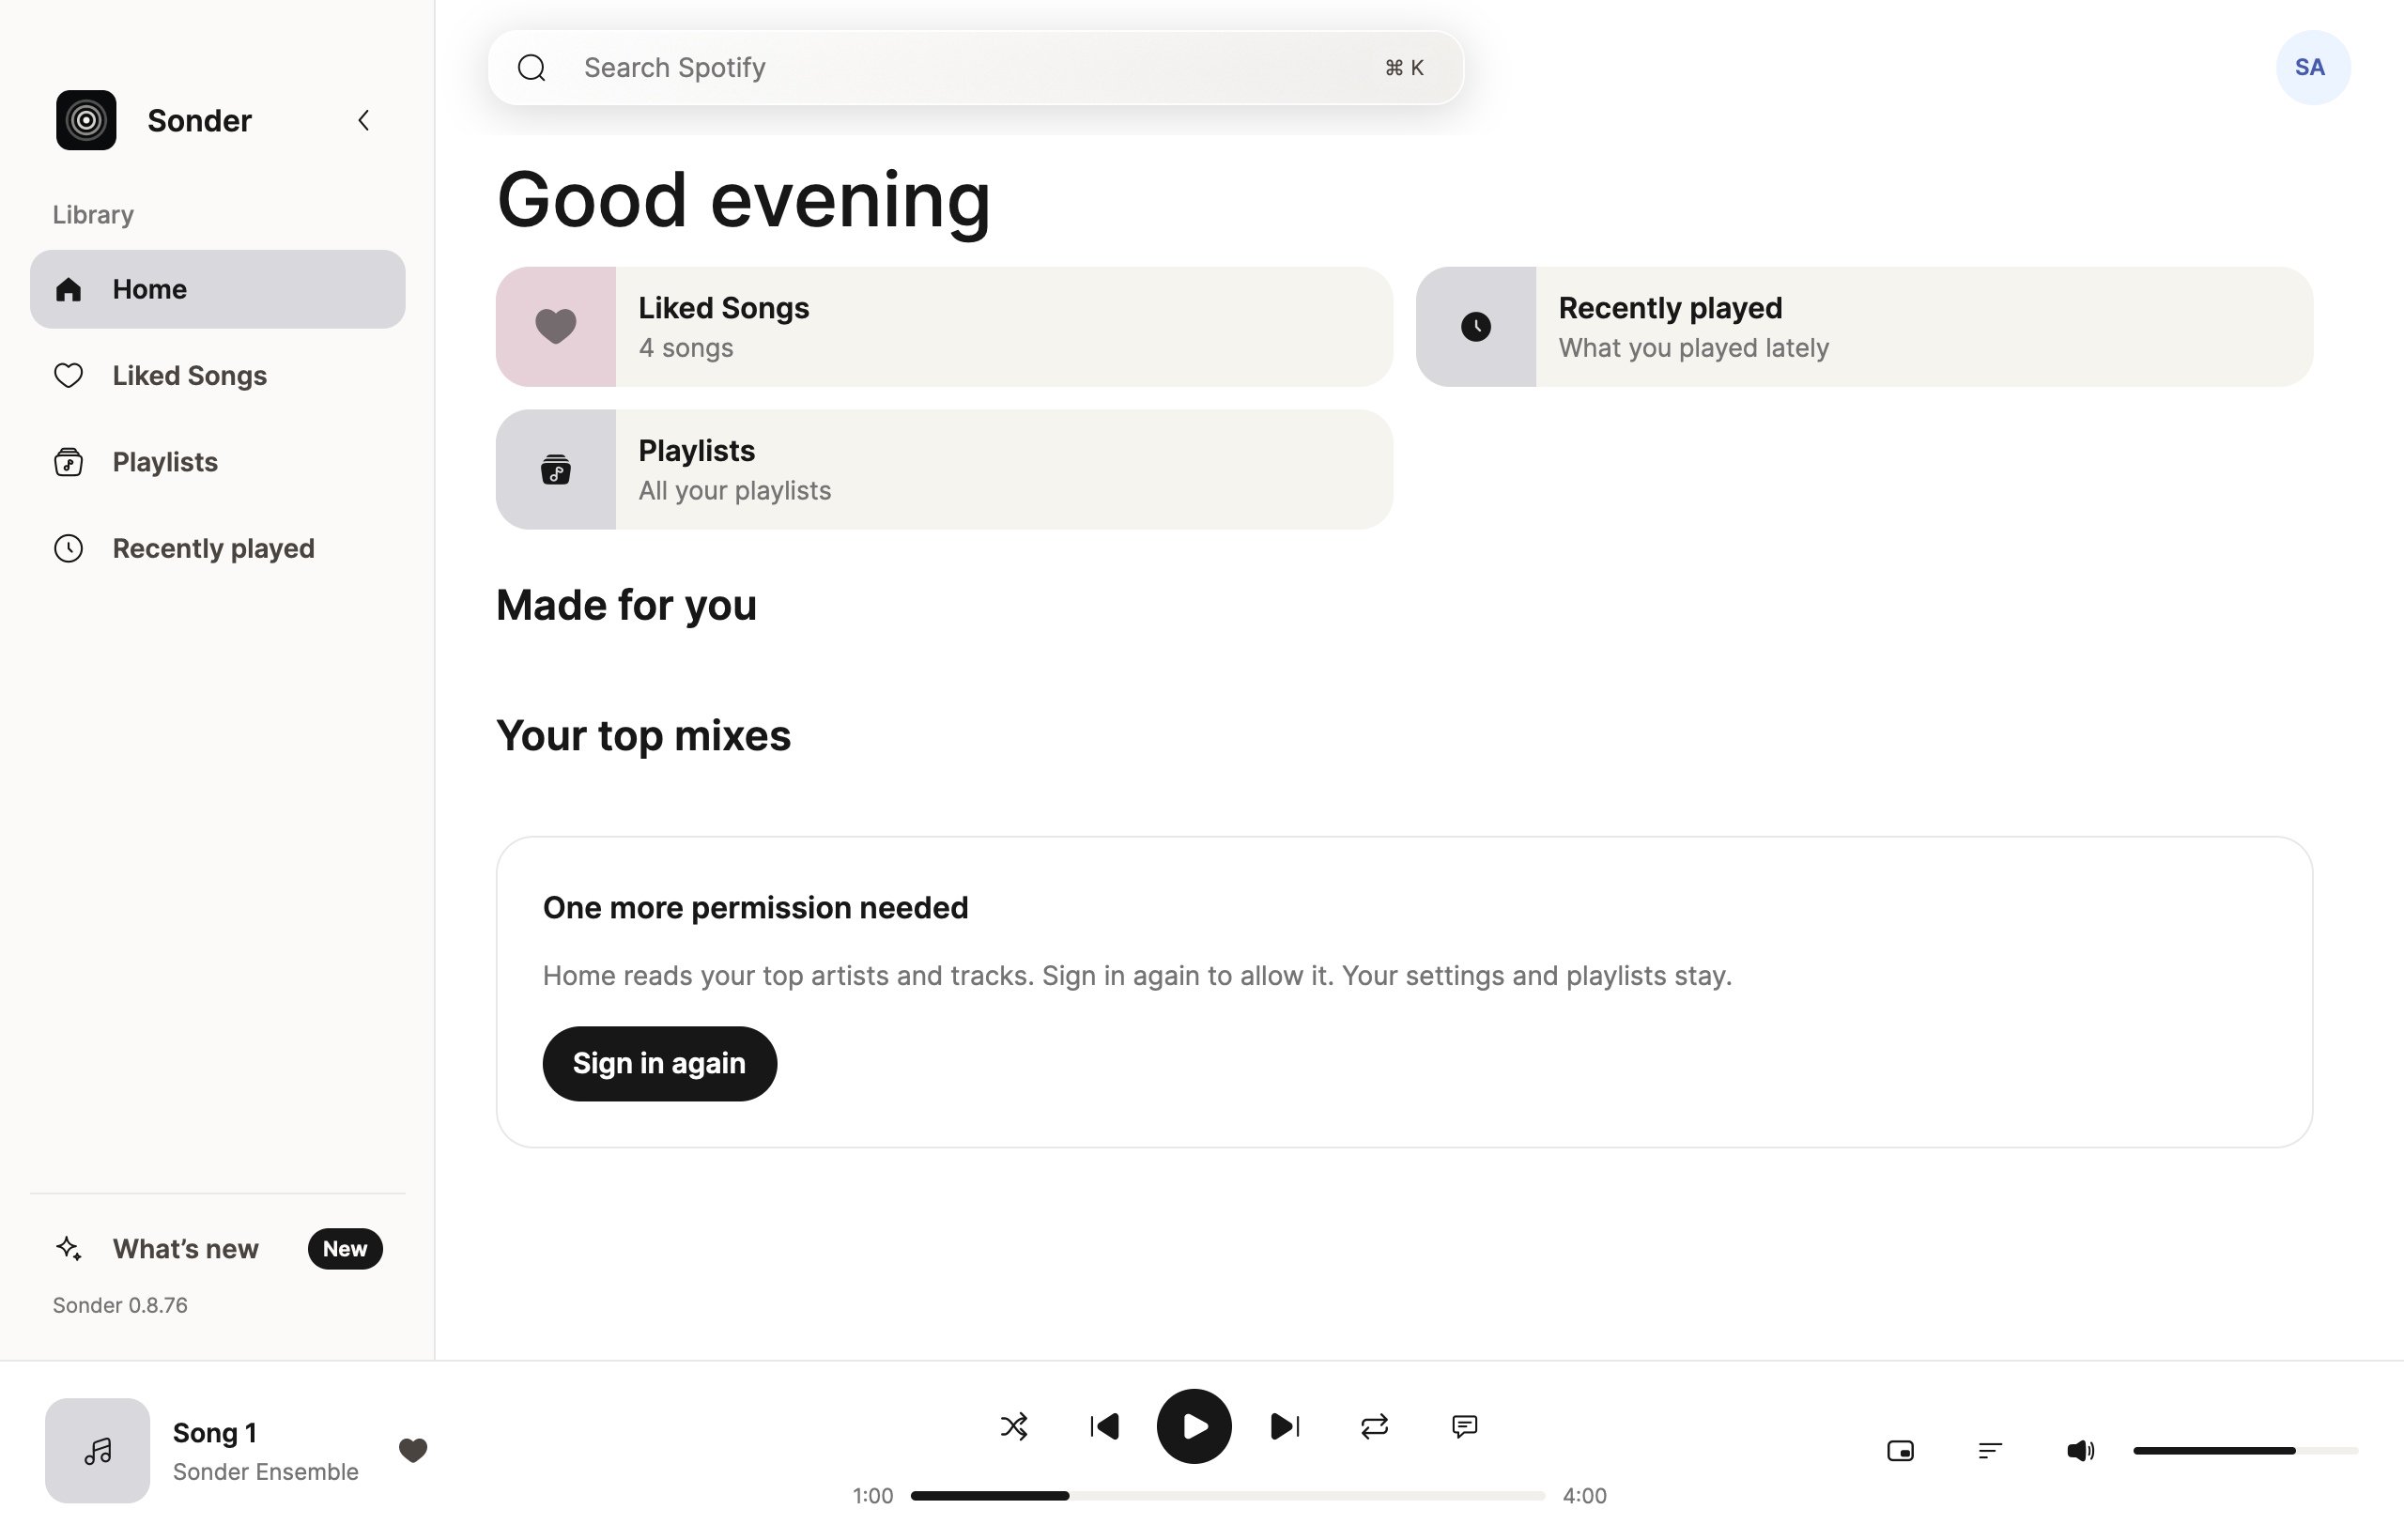 Sonder
Library
Home
Liked Songs
Playlists
Recently played
What’s new
New
Sonder 0.8.76
Search Spotify
⌘ K
SA
Good evening
Liked Songs
4 songs
Recently played
What you played lately
Playlists
All your playlists
Made for you
Your top mixes
One more permission needed
Home reads your top artists and tracks. Sign in again to allow it. Your settings and playlists stay.
Sign in again
Song 1
Sonder Ensemble
1:00
4:00